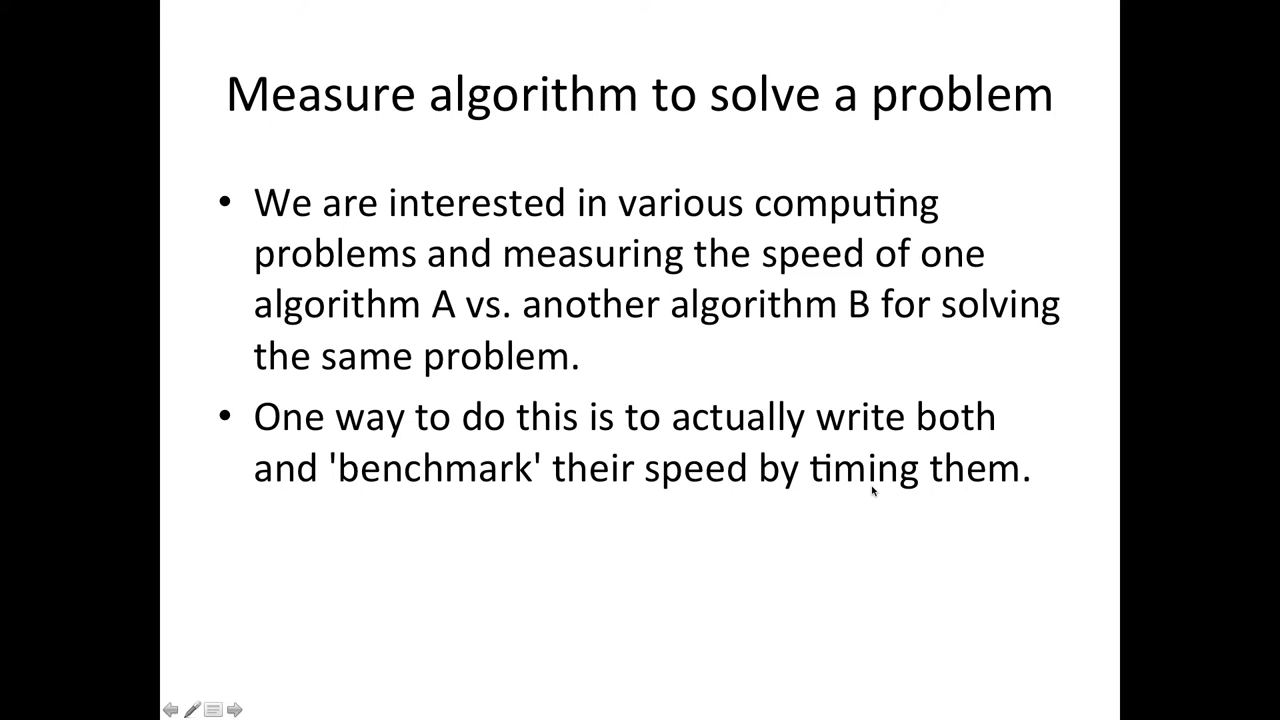 Measure algorithm to solve a problem
• We are interested in various computing
problems and measuring the speed of one
algorithm A vs. another algorithm B for solving
the same problem.
• One way to do this is to actually write both
and 'benchmark' their speed by timing them.